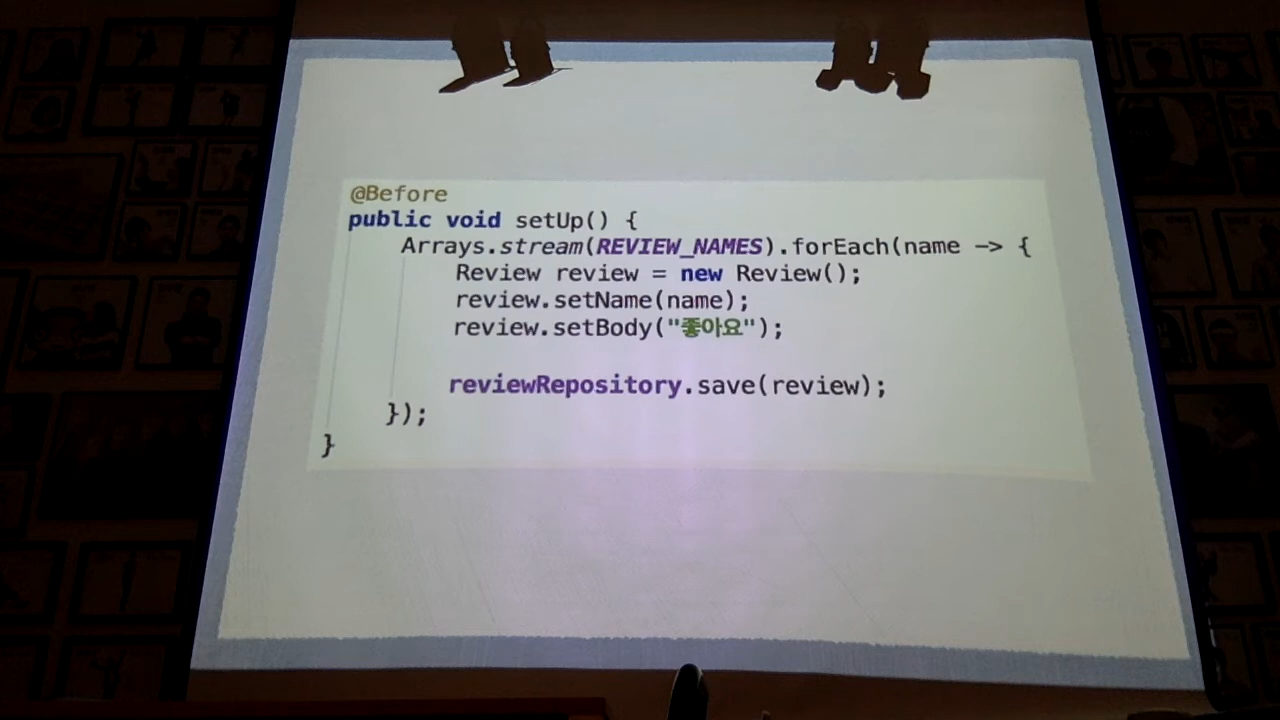 @Before
public void setUp() {
Arrays.stream(REVIEW_NAMES).forEach(name -> {
Review review = new Review();
review.setName(name);
review.setBody("좋아요");
reviewRepository.save(review);
});
}